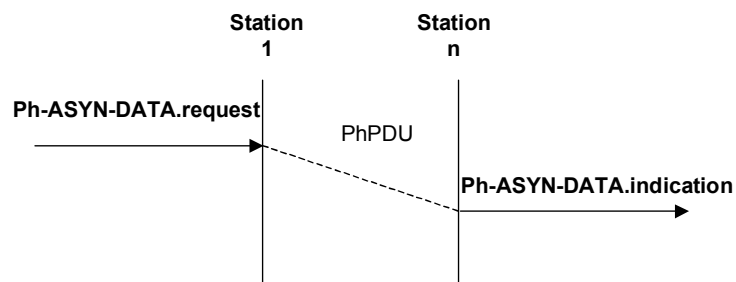 Station
1
Station
n
Ph-ASYN-DATA.request
PhPDU
Ph-ASYN-DATA.indication